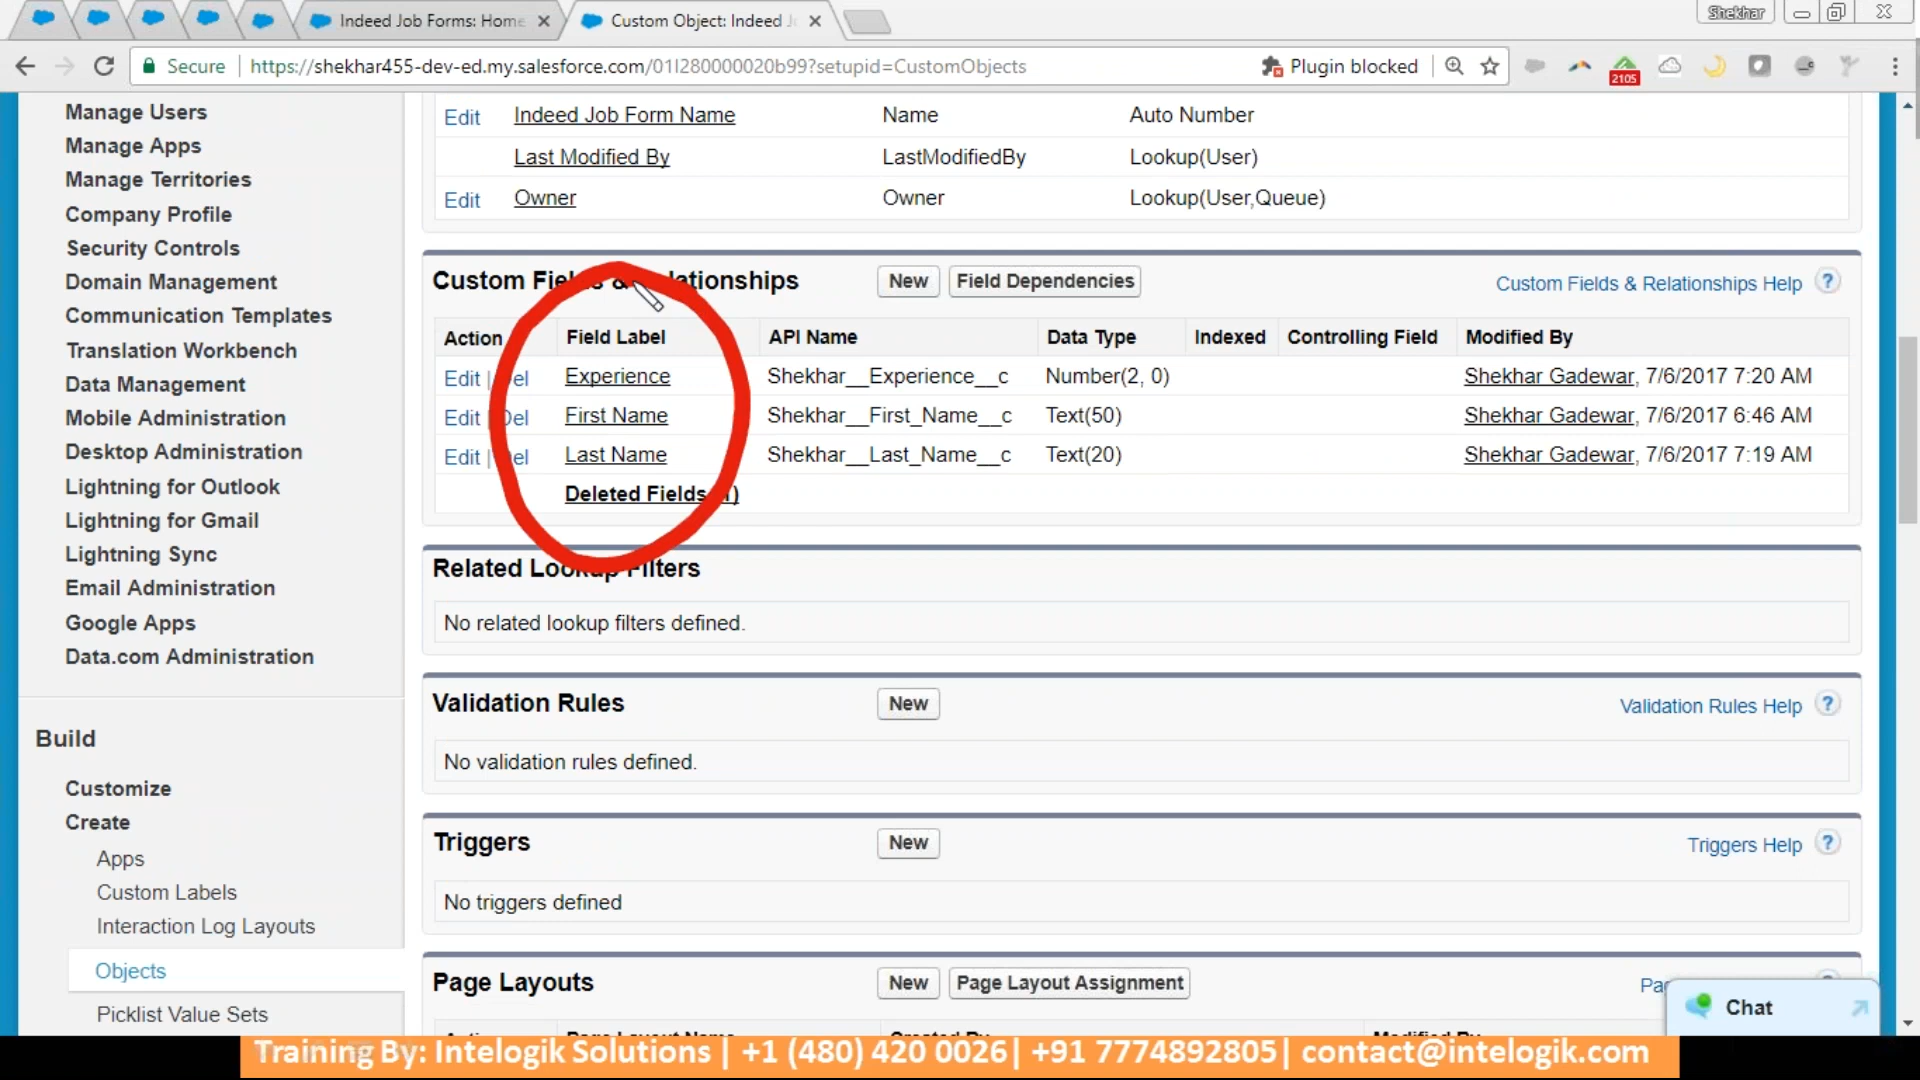 Indeed Job Forms: Home
Custom Object: Indeed J
Shekhar
Secure
https://shekhar455-dev-ed.my.salesforce.com/01I280000020b99?setupid=CustomObjects
Plugin blocked
2105
Manage Users
Manage Apps
Manage Territories
Company Profile
Security Controls
Domain Management
Communication Templates
Translation Workbench
Data Management
Mobile Administration
Desktop Administration
Lightning for Outlook
Lightning for Gmail
Lightning Sync
Email Administration
Google Apps
Data.com Administration
Build
Customize
Create
Apps
Custom Labels
Interaction Log Layouts
Objects
Picklist Value Sets
Edit Indeed Job Form Name Name Auto Number
Last Modified By LastModifiedBy Lookup(User)
Edit Owner Owner Lookup(User,Queue)
Custom Fields & Relationships New Field Dependencies Custom Fields & Relationships Help ?
Action Field Label API Name Data Type Indexed Controlling Field Modified By
Edit | Del Experience Shekhar__Experience__c Number(2, 0) Shekhar Gadewar, 7/6/2017 7:20 AM
Edit | Del First Name Shekhar__First_Name__c Text(50) Shekhar Gadewar, 7/6/2017 6:46 AM
Edit | Del Last Name Shekhar__Last_Name__c Text(20) Shekhar Gadewar, 7/6/2017 7:19 AM
Deleted Fields
Related Lookup Filters
No related lookup filters defined.
Validation Rules New Validation Rules Help ?
No validation rules defined.
Triggers New Triggers Help ?
No triggers defined
Page Layouts New Page Layout Assignment
Chat
Training By: Intelogik Solutions | +1 (480) 420 0026| +91 7774892805| contact@intelogik.com